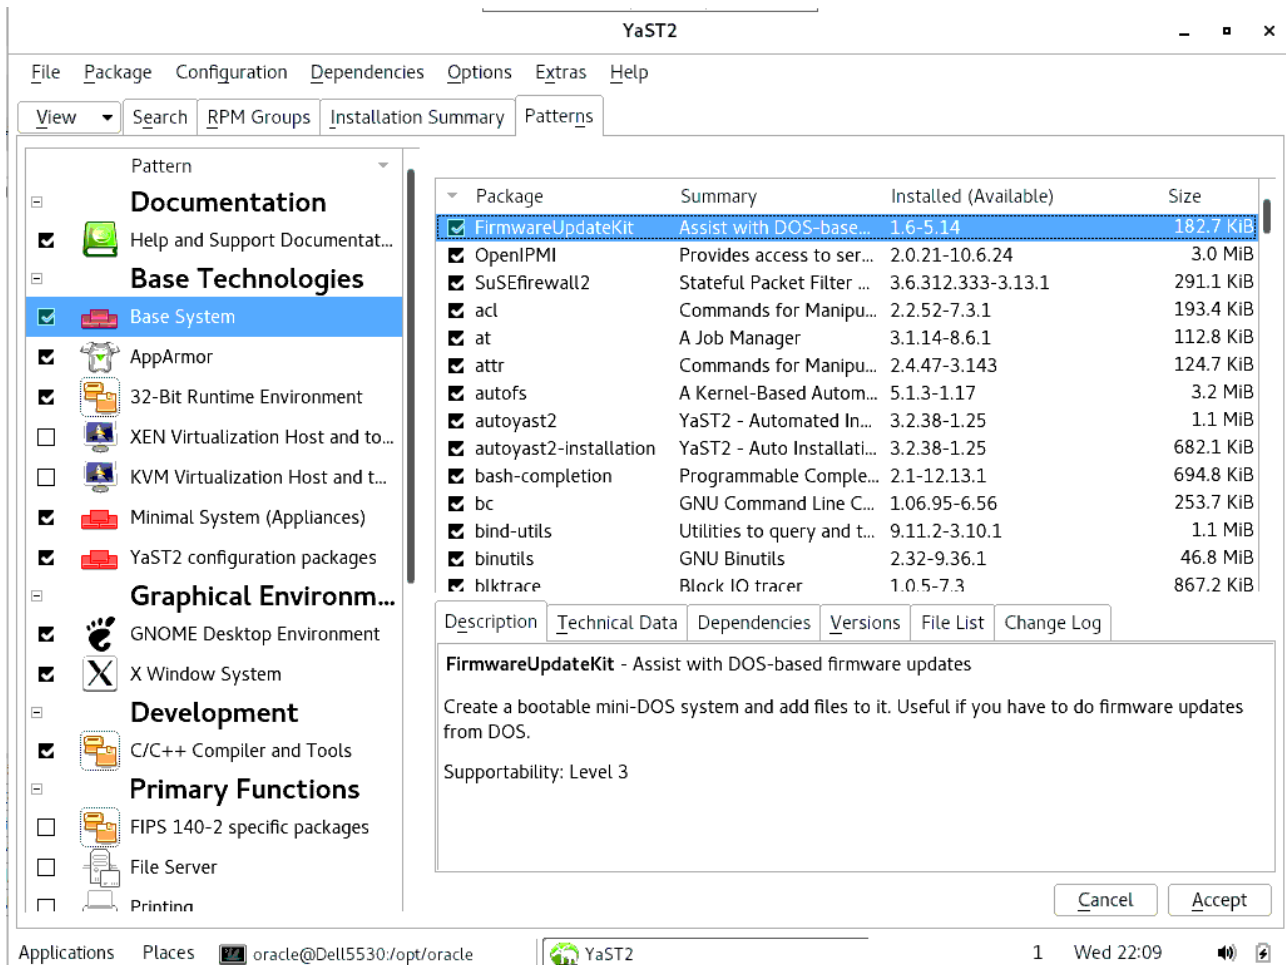 YaST2
File Package Configuration Dependencies Options Extras Help
View Search RPM Groups Installation Summary Patterns
Pattern
Documentation
Help and Support Documentat...
Base Technologies
Base System
AppArmor
32-Bit Runtime Environment
XEN Virtualization Host and to...
KVM Virtualization Host and t...
Minimal System (Appliances)
YaST2 configuration packages
Graphical Environm...
GNOME Desktop Environment
X Window System
Development
C/C++ Compiler and Tools
Primary Functions
FIPS 140-2 specific packages
File Server
Printing
Package Summary Installed (Available) Size
FirmwareUpdateKit Assist with DOS-base... 1.6-5.14 182.7 KiB
OpenIPMI Provides access to ser... 2.0.21-10.6.24 3.0 MiB
SuSEfirewall2 Stateful Packet Filter ... 3.6.312.333-3.13.1 291.1 KiB
acl Commands for Manipu... 2.2.52-7.3.1 193.4 KiB
at A Job Manager 3.1.14-8.6.1 112.8 KiB
attr Commands for Manipu... 2.4.47-3.143 124.7 KiB
autofs A Kernel-Based Autom... 5.1.3-1.17 3.2 MiB
autoyast2 YaST2 - Automated In... 3.2.38-1.25 1.1 MiB
autoyast2-installation YaST2 - Auto Installati... 3.2.38-1.25 682.1 KiB
bash-completion Programmable Comple... 2.1-12.13.1 694.8 KiB
bc GNU Command Line C... 1.06.95-6.56 253.7 KiB
bind-utils Utilities to query and t... 9.11.2-3.10.1 1.1 MiB
binutils GNU Binutils 2.32-9.36.1 46.8 MiB
blktrace Block IO tracer 1.0.5-7.3 867.2 KiB
Description Technical Data Dependencies Versions File List Change Log
FirmwareUpdateKit - Assist with DOS-based firmware updates
Create a bootable mini-DOS system and add files to it. Useful if you have to do firmware updates
from DOS.
Supportability: Level 3
Cancel Accept
Applications Places oracle@Dell5530:/opt/oracle YaST2 1 Wed 22:09